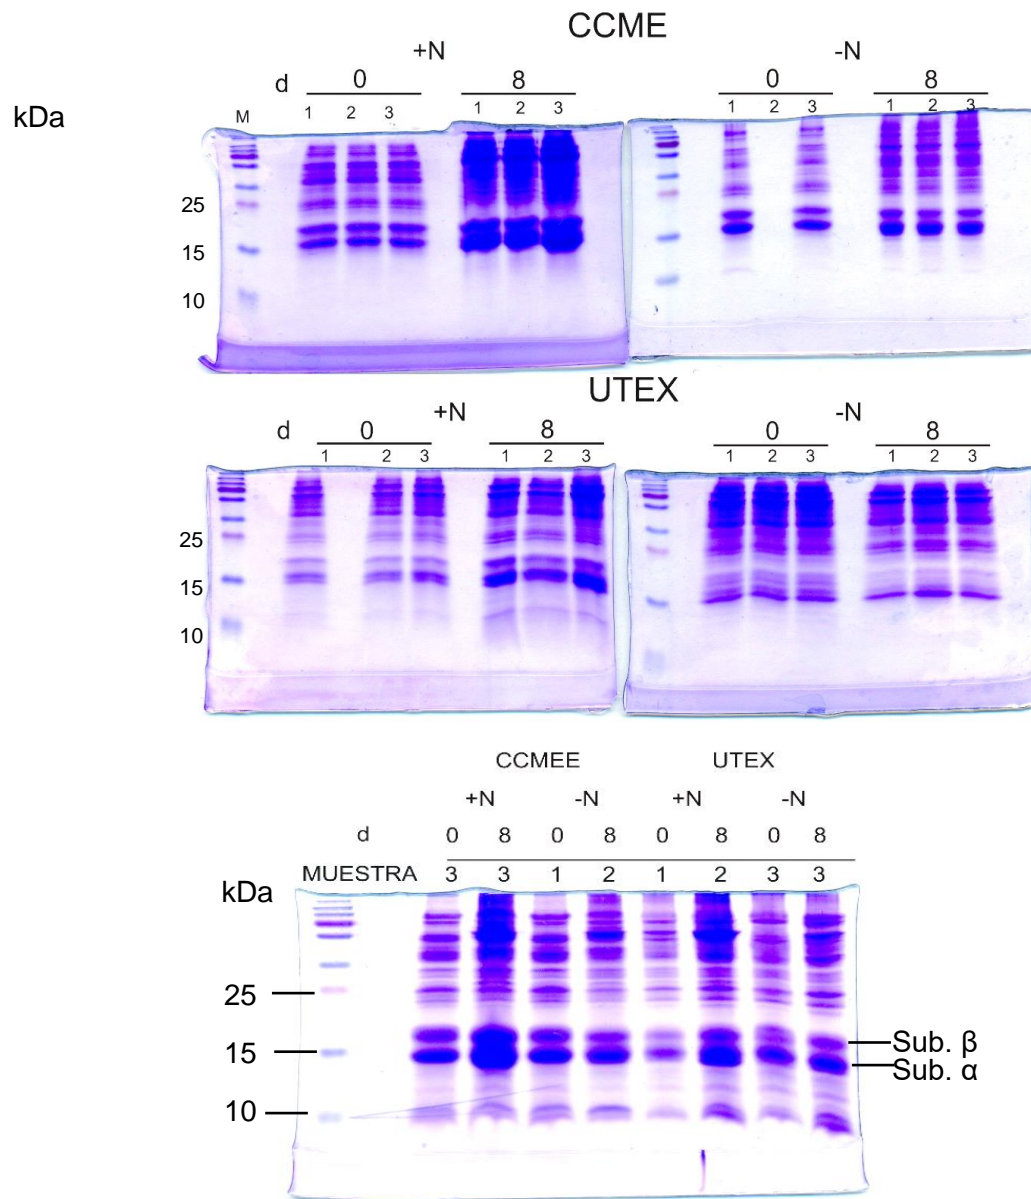 CCME
+N -N
d 0 8 0 8
kDa
M 1 2 3 1 2 3 1 2 3 1 2 3
25
15
10
UTEX
+N -N
d 0 8 0 8
1 2 3 1 2 3 1 2 3 1 2 3
25
15
10
CCMEE UTEX
+N -N +N -N
d 0 8 0 8 0 8 0 8
MUESTRA 3 3 1 2 1 2 3 3
kDa
25
15
10
Sub. β
Sub. α